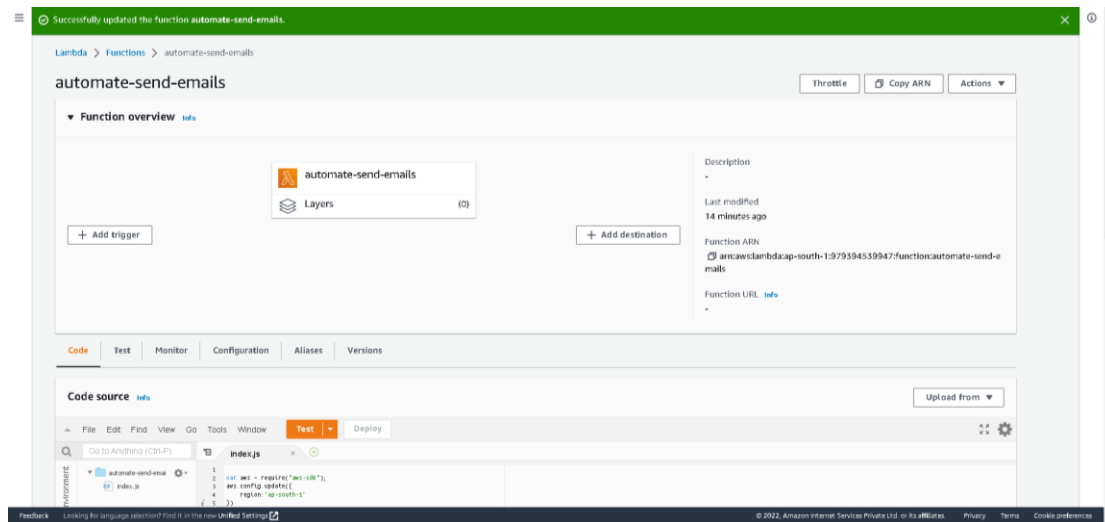 Successfully updated the function automate-send-emails.
Lambda > Functions > automate-send-emails
automate-send-emails
Throttle Copy ARN Actions
Function overview Info
automate-send-emails
Layers (0)
+ Add trigger
+ Add destination
Description
-
Last modified
14 minutes ago
Function ARN
arn:aws:lambda:ap-south-1:979394539947:function:automate-send-e
mails
Function URL Info
-
Code Test Monitor Configuration Aliases Versions
Code source Info
Upload from
File Edit Find View Go Tools Window Test Deploy
Go to Anything (Ctrl-P)
index.js
automate-send-emai
index.js
1
2 var aws = require("aws-sdk");
3 aws.config.update({
4 region:'ap-south-1'
i 5 })
Feedback Looking for language selection? Find it in the new Unified Settings © 2022, Amazon Internet Services Private Ltd. or its affiliates. Privacy Terms Cookie preferences